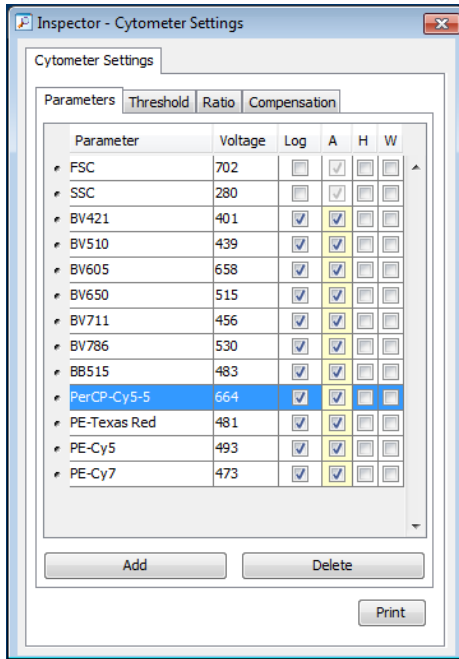 Inspector - Cytometer Settings
Cytometer Settings
Parameters Threshold Ratio Compensation
Parameter Voltage Log A H W
FSC 702
SSC 280
BV421 401
BV510 439
BV605 658
BV650 515
BV711 456
BV786 530
BB515 483
PerCP-Cy5-5 664
PE-Texas Red 481
PE-Cy5 493
PE-Cy7 473
Add Delete
Print